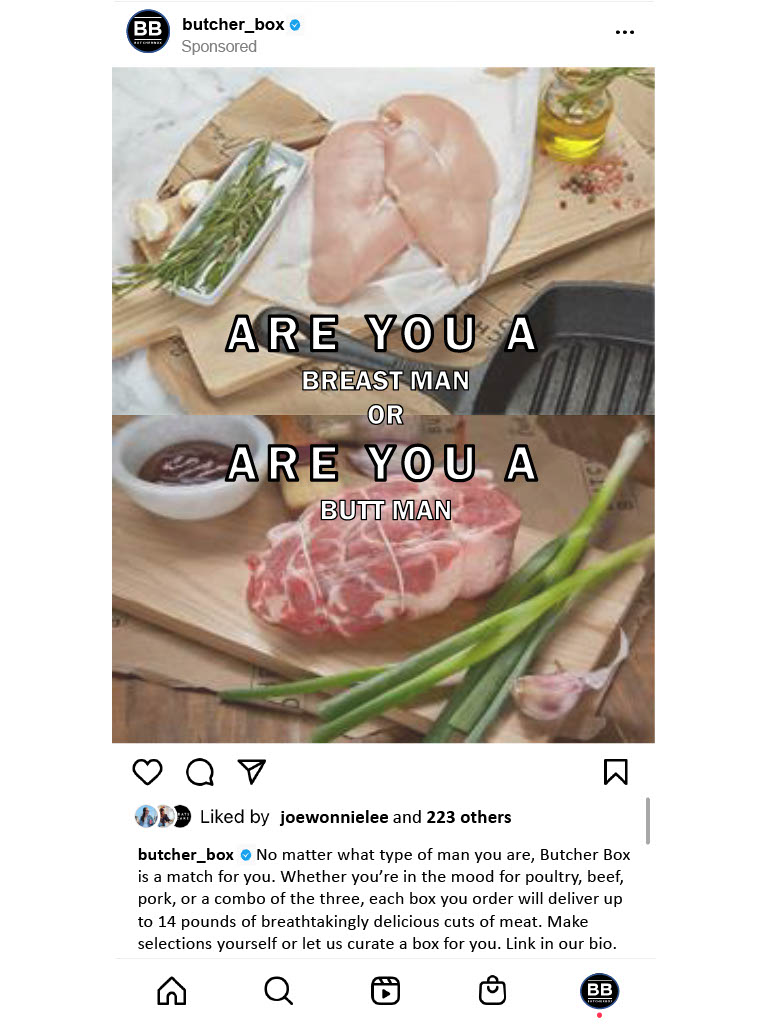 BB
BUTCHERBOX
butcher_box
Sponsored
ARE YOU A
BREAST MAN
OR
ARE YOU A
BUTT MAN
Liked by joewonnielee and 223 others
butcher_box No matter what type of man you are, Butcher Box
is a match for you. Whether you’re in the mood for poultry, beef,
pork, or a combo of the three, each box you order will deliver up
to 14 pounds of breathtakingly delicious cuts of meat. Make
selections yourself or let us curate a box for you. Link in our bio.
BB
BUTCHERBOX